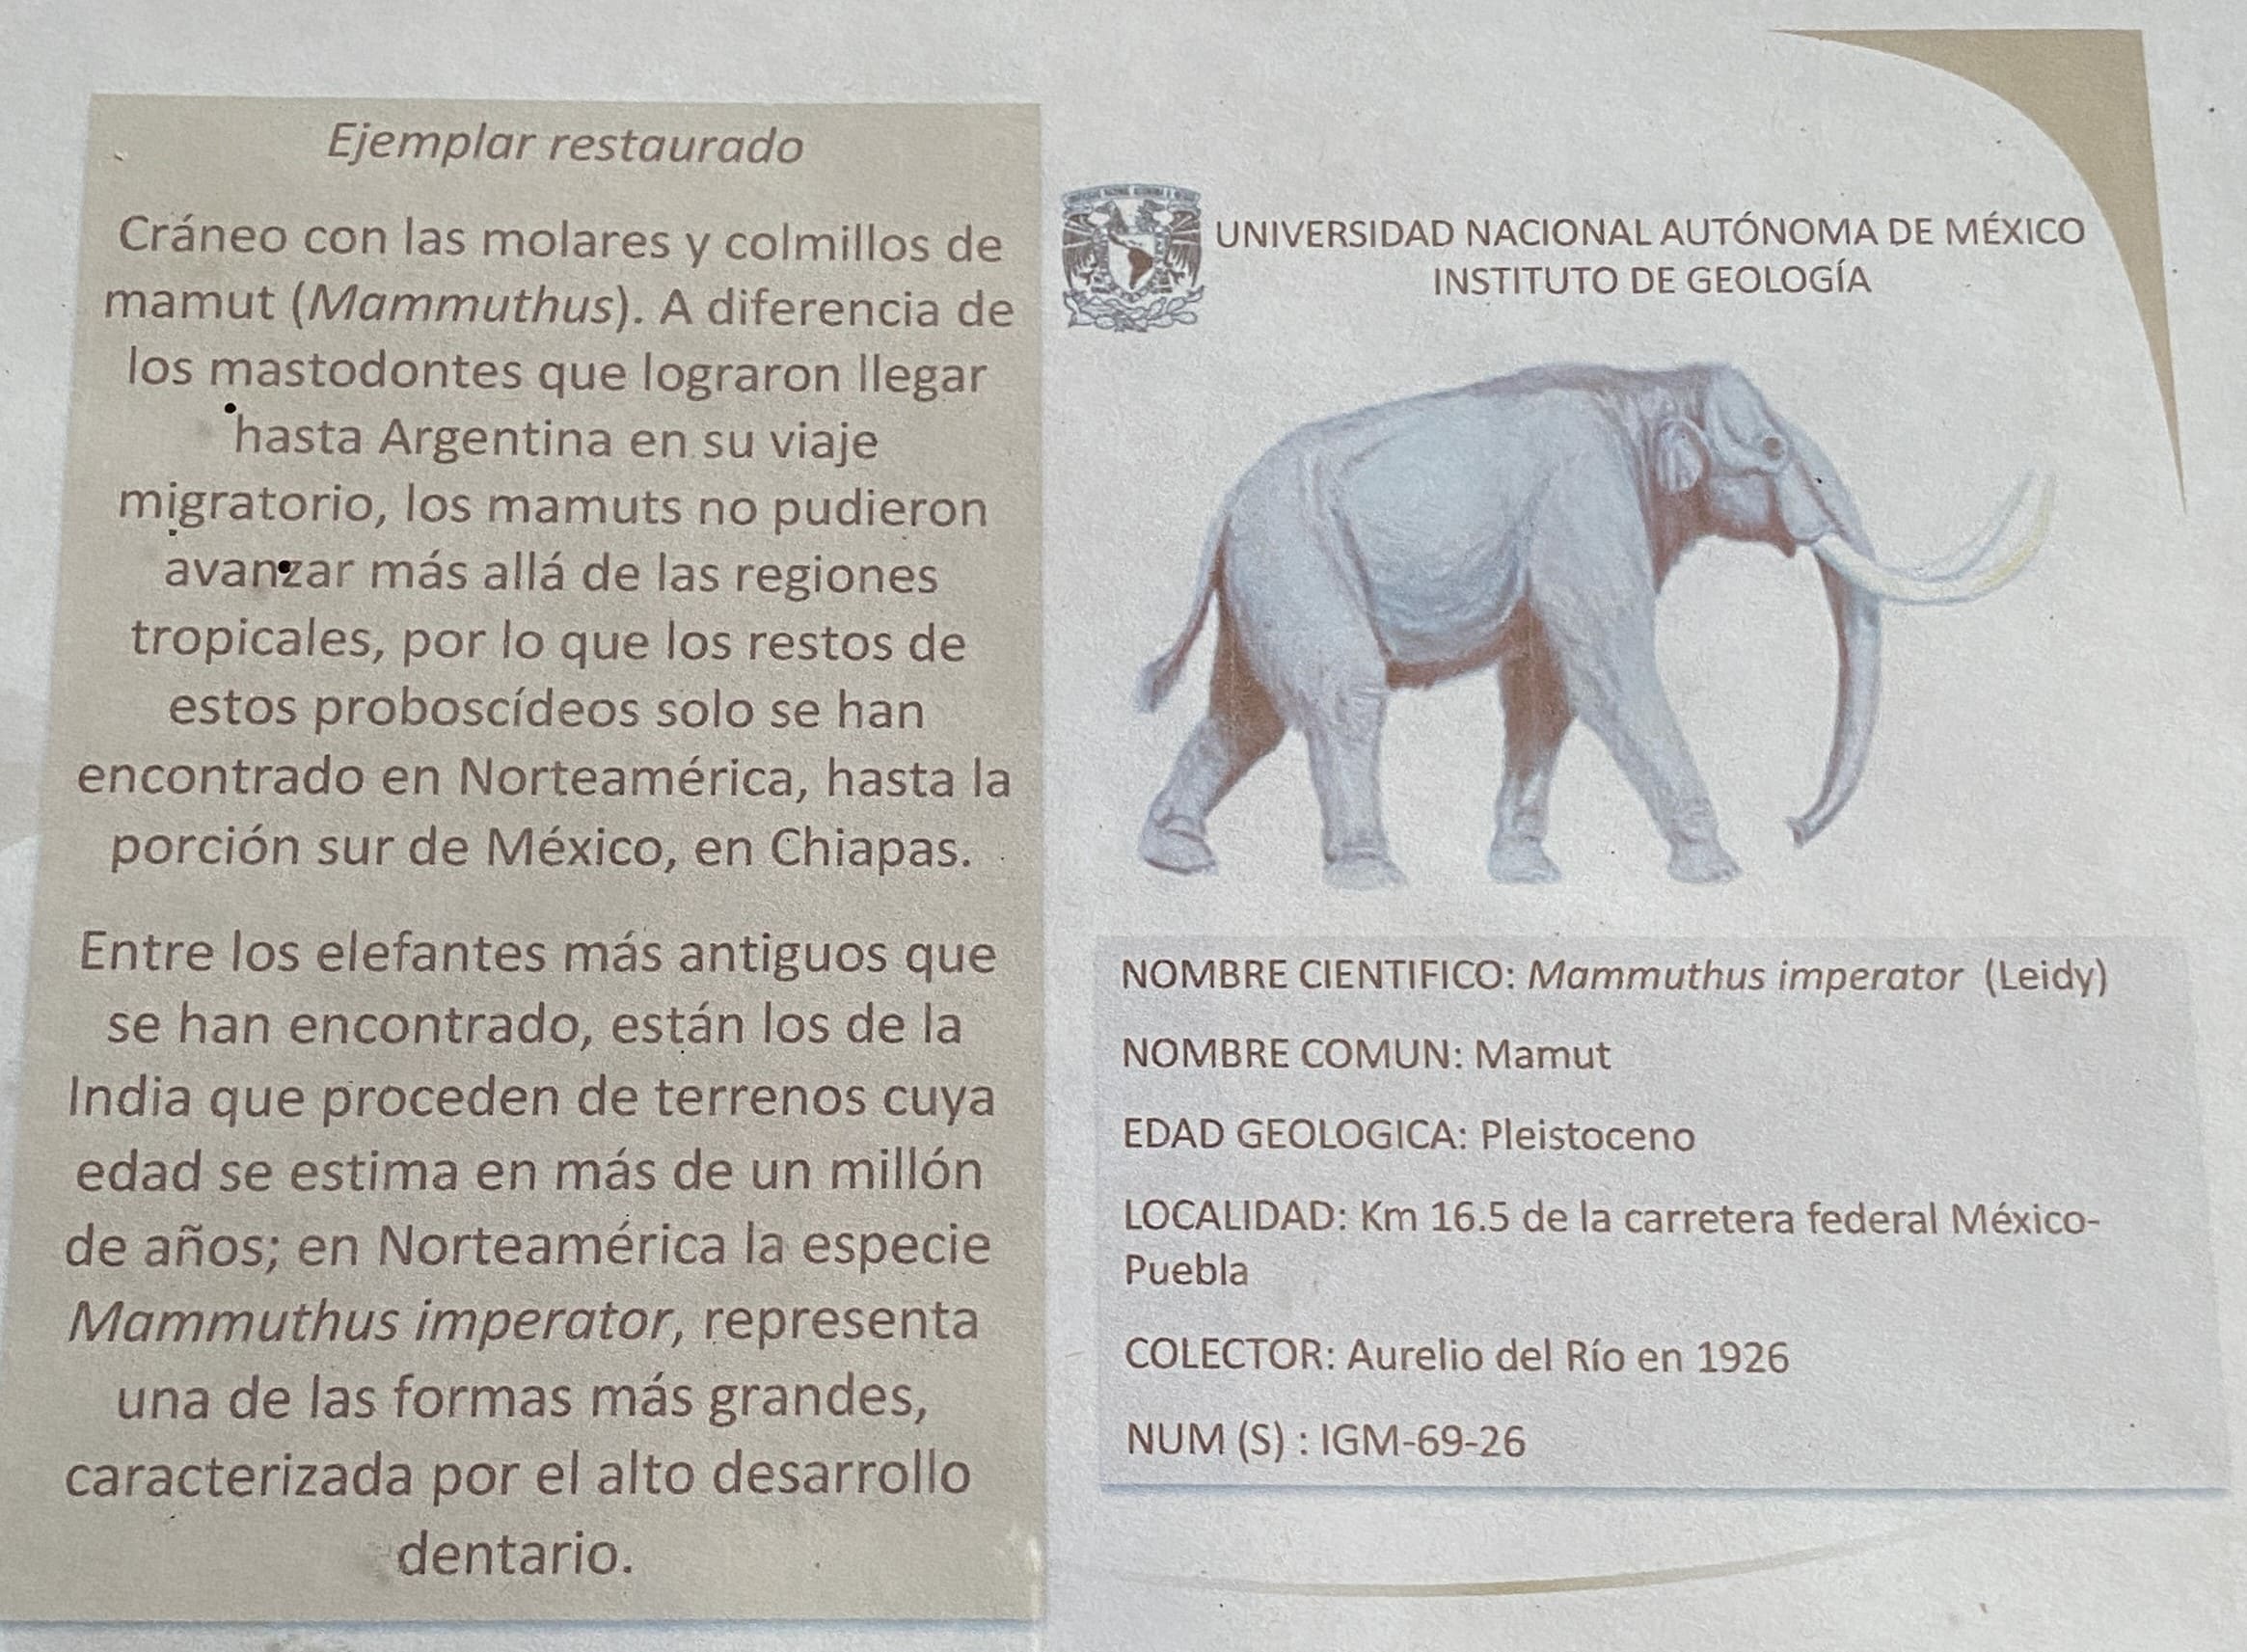 Ejemplar restaurado
Cráneo con las molares y colmillos de
mamut (Mammuthus). A diferencia de
los mastodontes que lograron llegar
hasta Argentina en su viaje
migratorio, los mamuts no pudieron
avanzar más allá de las regiones
tropicales, por lo que los restos de
estos proboscídeos solo se han
encontrado en Norteamérica, hasta la
porción sur de México, en Chiapas.
Entre los elefantes más antiguos que
se han encontrado, están los de la
India que proceden de terrenos cuya
edad se estima en más de un millón
de años; en Norteamérica la especie
Mammuthus imperator, representa
una de las formas más grandes,
caracterizada por el alto desarrollo
dentario.
UNIVERSIDAD NACIONAL AUTÓNOMA DE MÉXICO
INSTITUTO DE GEOLOGÍA
NOMBRE CIENTIFICO: Mammuthus imperator (Leidy)
NOMBRE COMUN: Mamut
EDAD GEOLOGICA: Pleistoceno
LOCALIDAD: Km 16.5 de la carretera federal México-
Puebla
COLECTOR: Aurelio del Río en 1926
NUM (S) : IGM-69-26